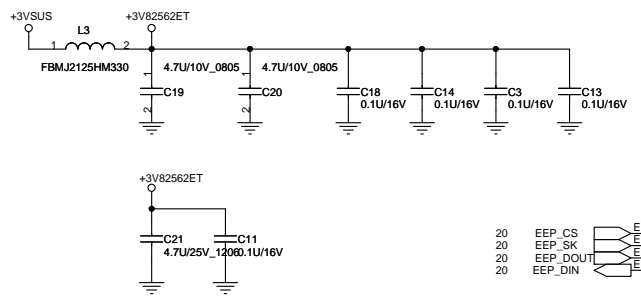 +3VSUS +3V82562ET
L3
1 2
FBMJ2125HM330 4.7U/10V_0805 4.7U/10V_0805
1 1
C19 C20 C18 C14 C3 C13
0.1U/16V 0.1U/16V 0.1U/16V 0.1U/16V
2 2
+3V82562ET
C21 C11
4.7U/25V_1206 0.1U/16V
20 EEP_CS E
20 EEP_SK E
20 EEP_DOUT E
20 EEP_DIN E